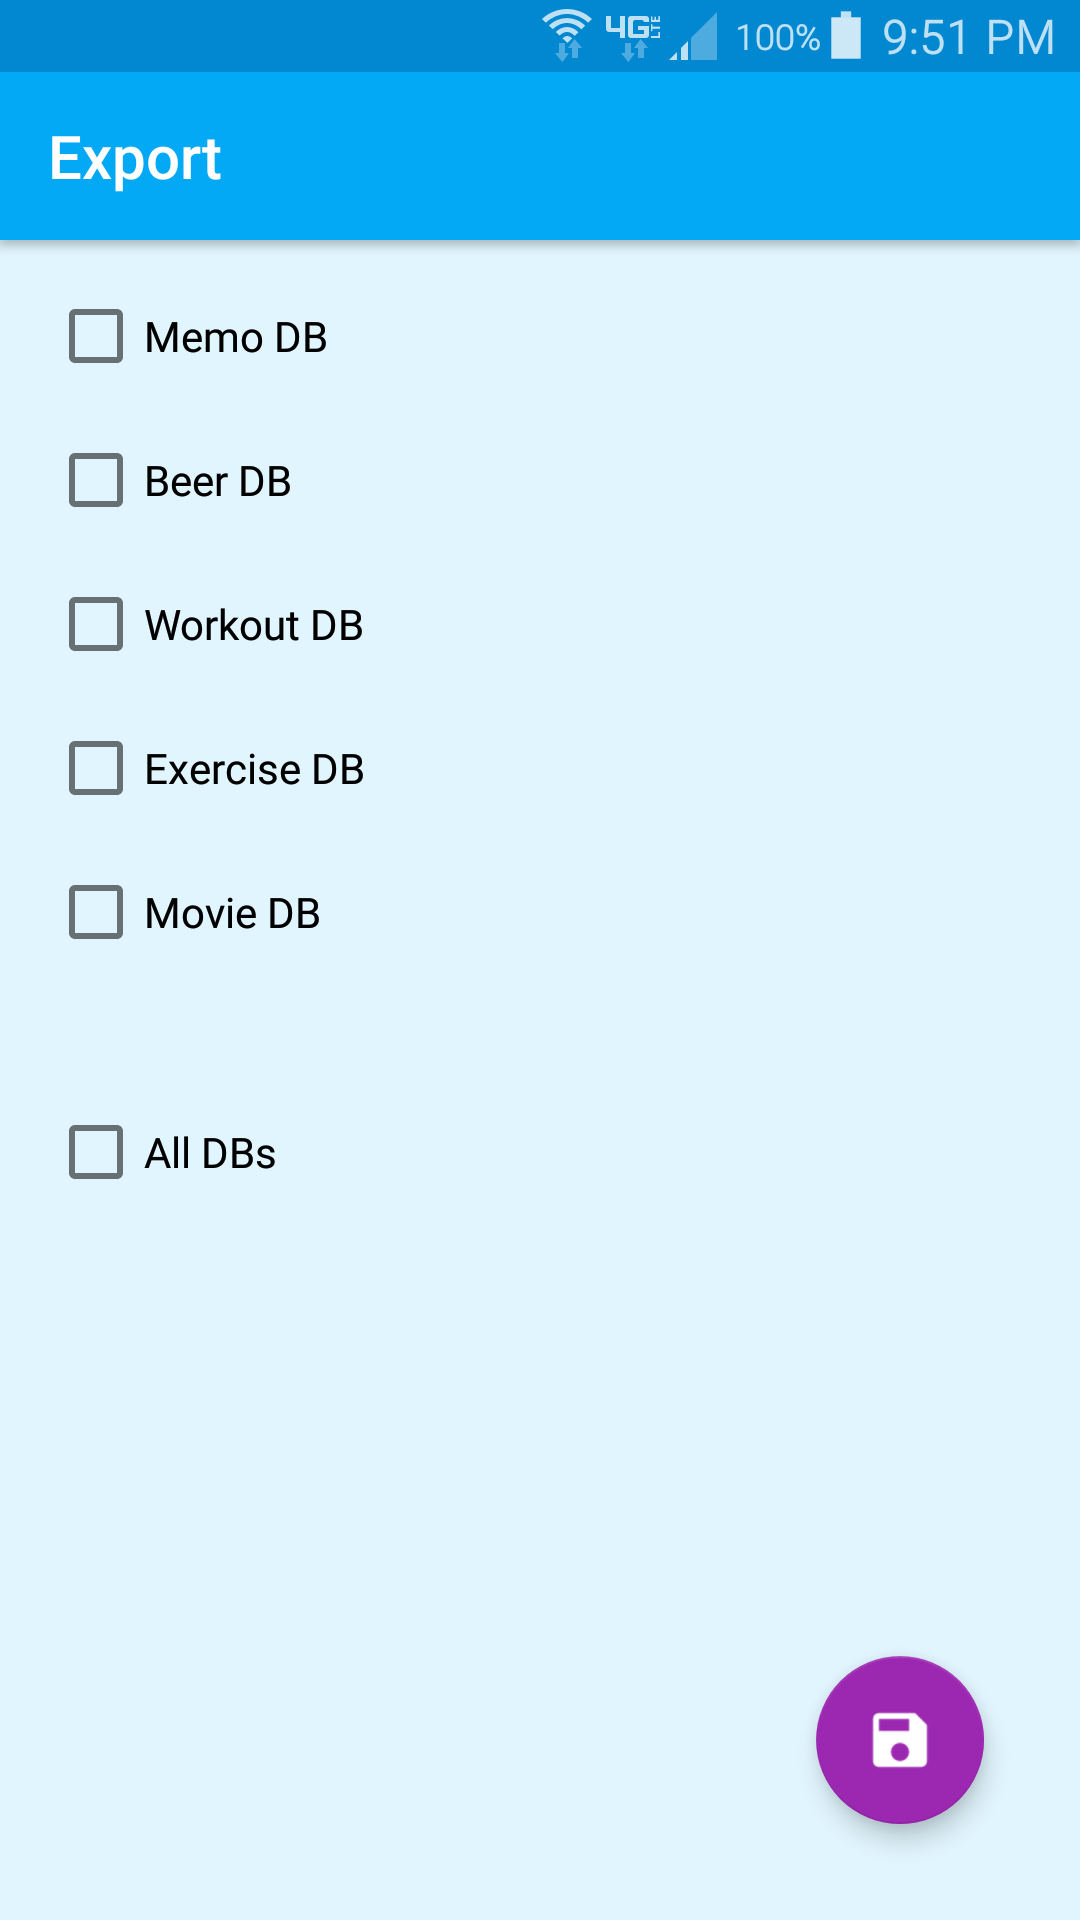 4G LTE 100% 9:51 PM
Export
Memo DB
Beer DB
Workout DB
Exercise DB
Movie DB
All DBs